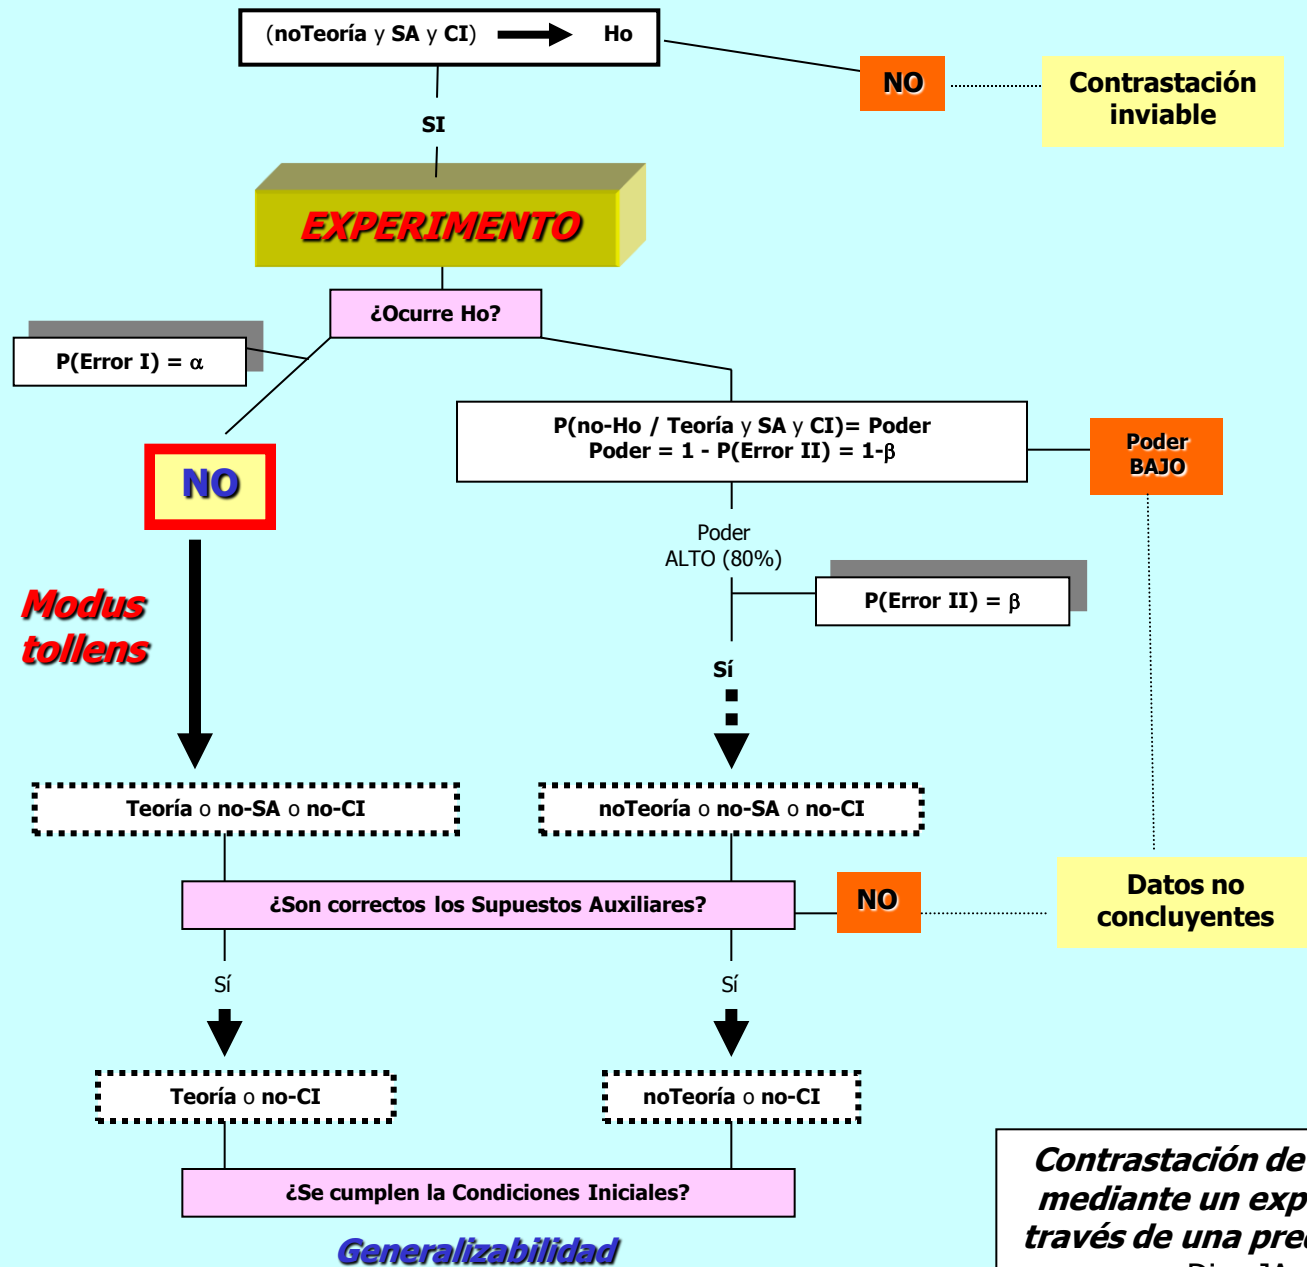 (noTeoría y SA y CI) Ho
NO
Contrastación
inviable
SI
EXPERIMENTO
¿Ocurre Ho?
P(Error I) = α
P(no-Ho / Teoría y SA y CI)= Poder
Poder = 1 - P(Error II) = 1-β
Poder
BAJO
NO
Poder
ALTO (80%)
P(Error II) = β
Modus
tollens
Sí
Teoría o no-SA o no-CI
noTeoría o no-SA o no-CI
¿Son correctos los Supuestos Auxiliares?
NO
Datos no
concluyentes
Sí
Sí
Teoría o no-CI
noTeoría o no-CI
¿Se cumplen la Condiciones Iniciales?
Contrastación de
mediante un exp
través de una pred
Generalizabilidad